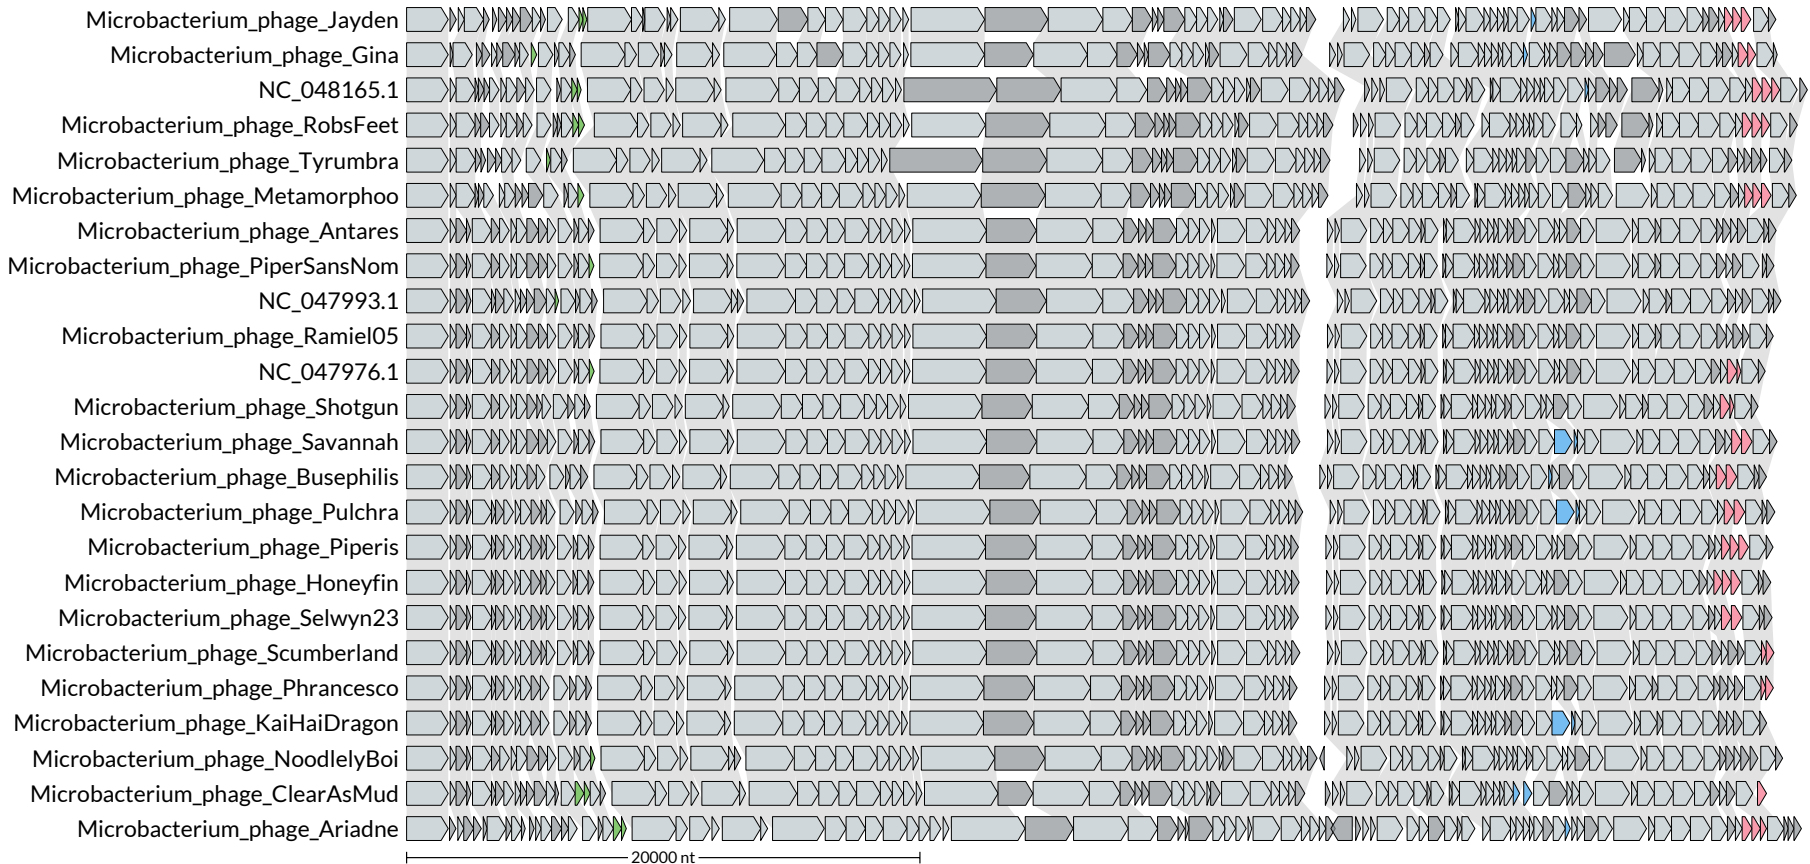 Microbacterium_phage_Jayden
Microbacterium_phage_Gina
NC_048165.1
Microbacterium_phage_RobsFeet
Microbacterium_phage_Tyrumbra
Microbacterium_phage_Metamorphoo
Microbacterium_phage_Antares
Microbacterium_phage_PiperSansNom
NC_047993.1
Microbacterium_phage_Ramiel05
NC_047976.1
Microbacterium_phage_Shotgun
Microbacterium_phage_Savannah
Microbacterium_phage_Busephilis
Microbacterium_phage_Pulchra
Microbacterium_phage_Piperis
Microbacterium_phage_Honeyfin
Microbacterium_phage_Selwyn23
Microbacterium_phage_Scumberland
Microbacterium_phage_Phrancesco
Microbacterium_phage_KaiHaiDragon
Microbacterium_phage_NoodlelyBoi
Microbacterium_phage_ClearAsMud
Microbacterium_phage_Ariadne
20000 nt